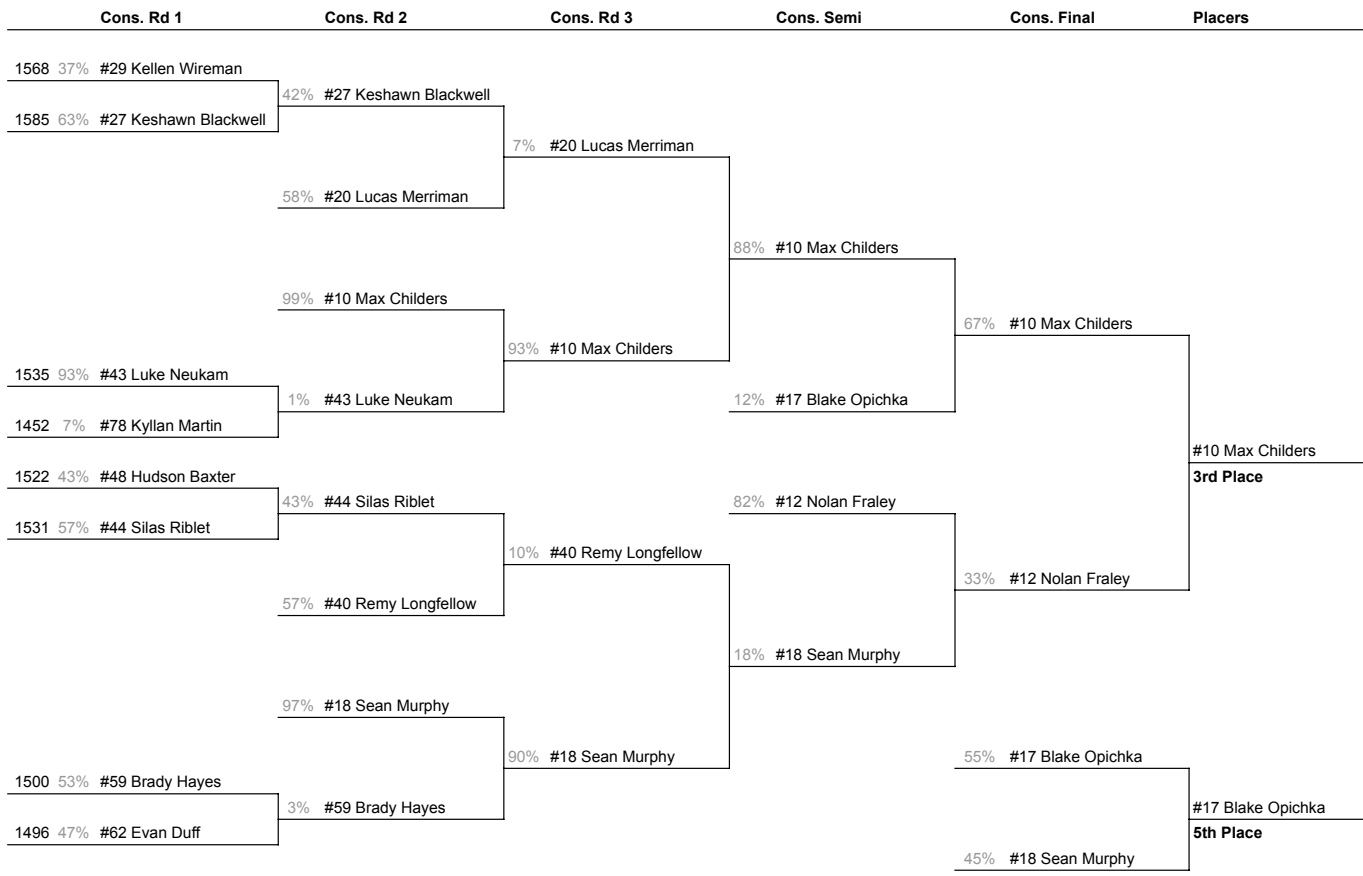 Cons. Rd 1 Cons. Rd 2 Cons. Rd 3 Cons. Semi Cons. Final Placers
1568 37% #29 Kellen Wireman
42% #27 Keshawn Blackwell
1585 63% #27 Keshawn Blackwell
7% #20 Lucas Merriman
58% #20 Lucas Merriman
88% #10 Max Childers
99% #10 Max Childers
67% #10 Max Childers
93% #10 Max Childers
1535 93% #43 Luke Neukam
1% #43 Luke Neukam
12% #17 Blake Opichka
1452 7% #78 Kyllan Martin
#10 Max Childers
1522 43% #48 Hudson Baxter
3rd Place
43% #44 Silas Riblet
82% #12 Nolan Fraley
1531 57% #44 Silas Riblet
10% #40 Remy Longfellow
33% #12 Nolan Fraley
57% #40 Remy Longfellow
18% #18 Sean Murphy
97% #18 Sean Murphy
90% #18 Sean Murphy
55% #17 Blake Opichka
1500 53% #59 Brady Hayes
3% #59 Brady Hayes
#17 Blake Opichka
1496 47% #62 Evan Duff
5th Place
45% #18 Sean Murphy